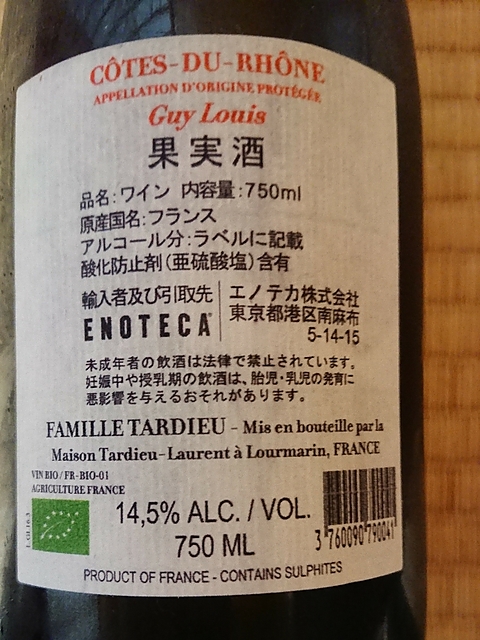 CÔTES-DU-RHÔNE
APPELLATION D'ORIGINE PROTÉGÉE
Guy Louis
果実酒
品名:ワイン 内容量:750ml
原産国名:フランス
アルコール分:ラベルに記載
酸化防止剤(亜硫酸塩)含有
輸入者及び引取先
ENOTECA
エノテカ株式会社
東京都港区南麻布
5-14-15
未成年者の飲酒は法律で禁止されています。
妊娠中や授乳期の飲酒は、胎児・乳児の発育に
悪影響を与えるおそれがあります。
FAMILLE TARDIEU - Mis en bouteille par la
Maison Tardieu-Laurent à Lourmarin, FRANCE
VIN BIO / FR-BIO-01
AGRICULTURE FRANCE
14,5% ALC. / VOL.
750 ML
3 760090 790041
PRODUCT OF FRANCE - CONTAINS SULPHITES